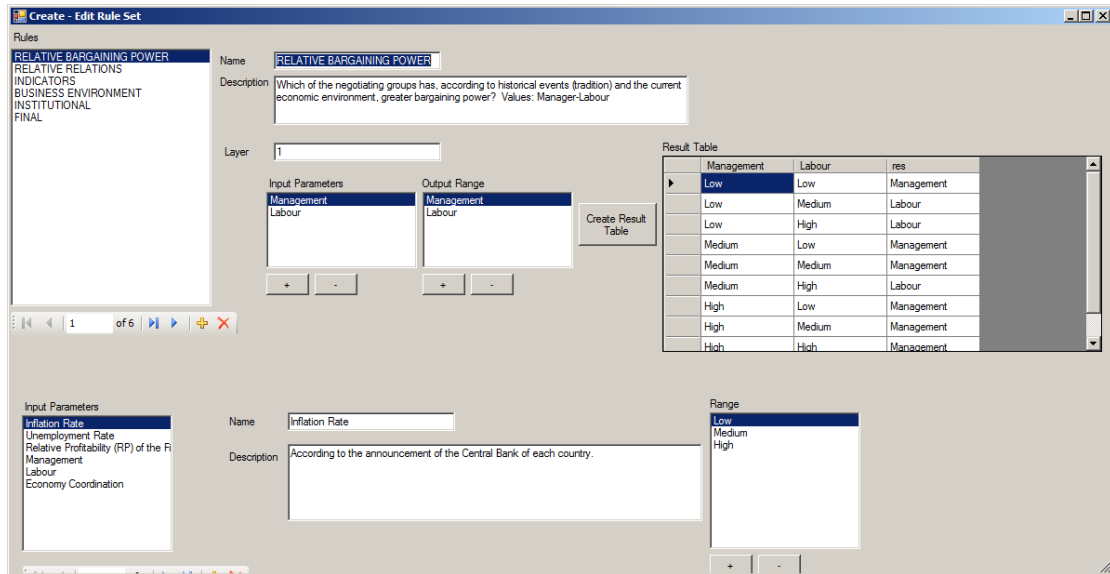 Create - Edit Rule Set
Rules
RELATIVE BARGAINING POWER
RELATIVE RELATIONS
INDICATORS
BUSINESS ENVIRONMENT
INSTITUTIONAL
FINAL
1 of 6
Name RELATIVE BARGAINING POWER
Description Which of the negotiating groups has, according to historical events (tradition) and the current
economic environment, greater bargaining power? Values: Manager-Labour
Layer 1
Input Parameters
Management
Labour
+ -
Output Range
Management
Labour
+ -
Create Result
Table
Result Table
Management Labour res
Low Low Management
Low Medium Labour
Low High Labour
Medium Low Management
Medium Medium Management
Medium High Labour
High Low Management
High Medium Management
High High Management
Input Parameters
Inflation Rate
Unemployment Rate
Relative Profitability (RP) of the Fi
Management
Labour
Economy Coordination
Name Inflation Rate
Description According to the announcement of the Central Bank of each country.
Range
Low
Medium
High
+ -